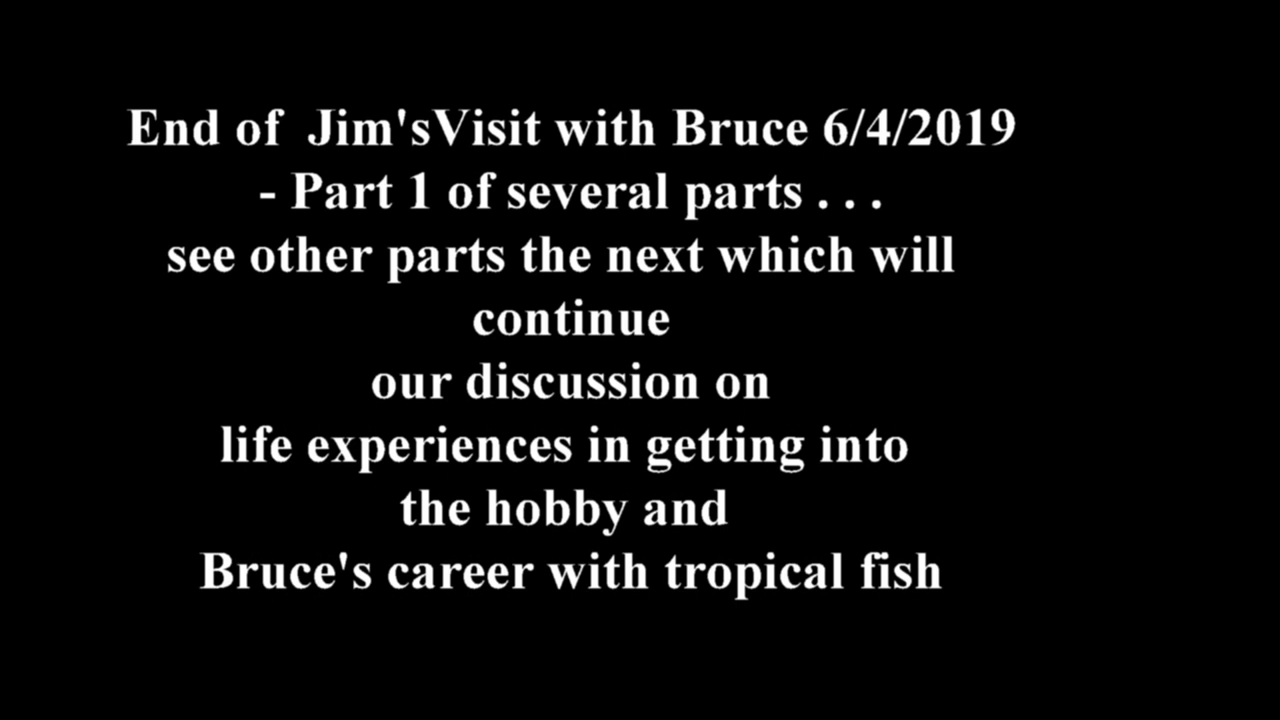 End of  Jim'sVisit with Bruce 6/4/2019
- Part 1 of several parts . . .
see other parts the next which will
continue
our discussion on
life experiences in getting into
the hobby and
Bruce's career with tropical fish